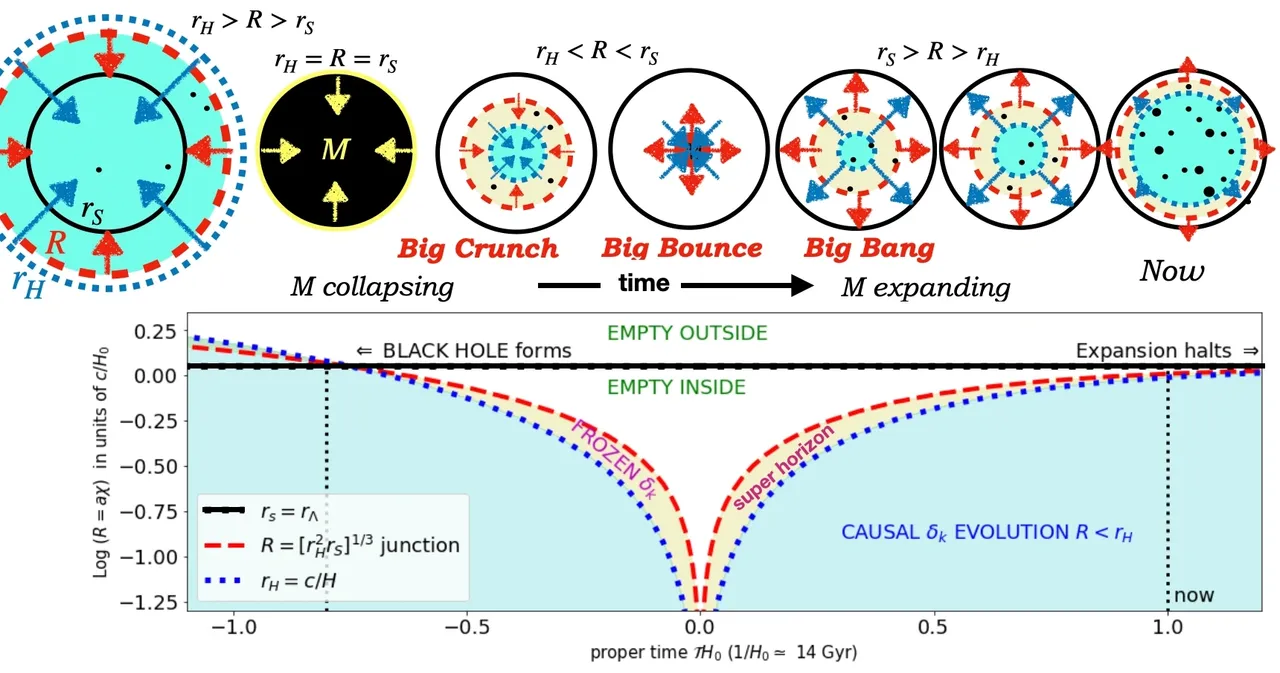 r_H > R > r_S
r_H = R = r_S
r_H < R < r_S
r_S > R > r_H
M
r_S
R
r_H
Big Crunch
Big Bounce
Big Bang
Now
M collapsing
time
M expanding
EMPTY OUTSIDE
⇐ BLACK HOLE forms
Expansion halts ⇒
EMPTY INSIDE
FROZEN δ_k
super horizon
CAUSAL δ_k EVOLUTION R < r_H
now
r_s = r_Λ
R = [r_H^2 r_S]^{1/3} junction
r_H = c/H
Log (R = aχ) in units of c/H_0
0.25
0.00
−0.25
−0.50
−0.75
−1.00
−1.25
−1.0
−0.5
0.0
0.5
1.0
proper time 𝒯H_0 (1/H_0 ≃ 14 Gyr)